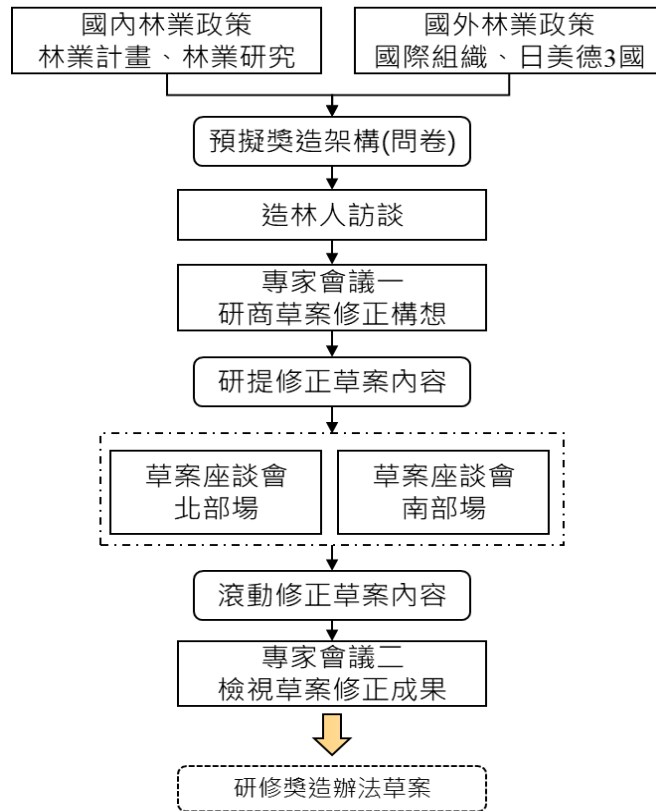 國內林業政策
林業計畫、林業研究
國外林業政策
國際組織、日美德3國
預擬獎造架構(問卷)
造林人訪談
專家會議一
研商草案修正構想
研提修正草案內容
草案座談會
北部場
草案座談會
南部場
滾動修正草案內容
專家會議二
檢視草案修正成果
研修獎造辦法草案